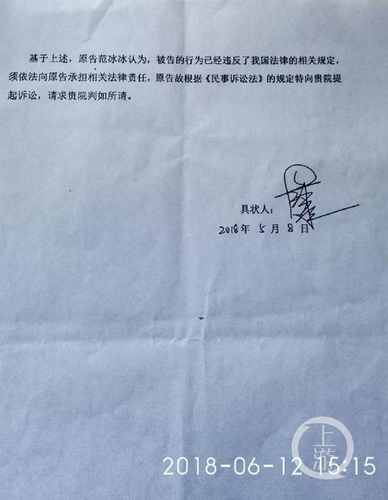 基于上述，原告范冰冰认为，被告的行为已经违反了我国法律的相关规定，
须依法向原告承担相关法律责任，原告故根据《民事诉讼法》的规定特向贵院提
起诉讼，请求贵院判如所请。
具状人：
2018年 5月 8日
上游
2018-06-12 15:15